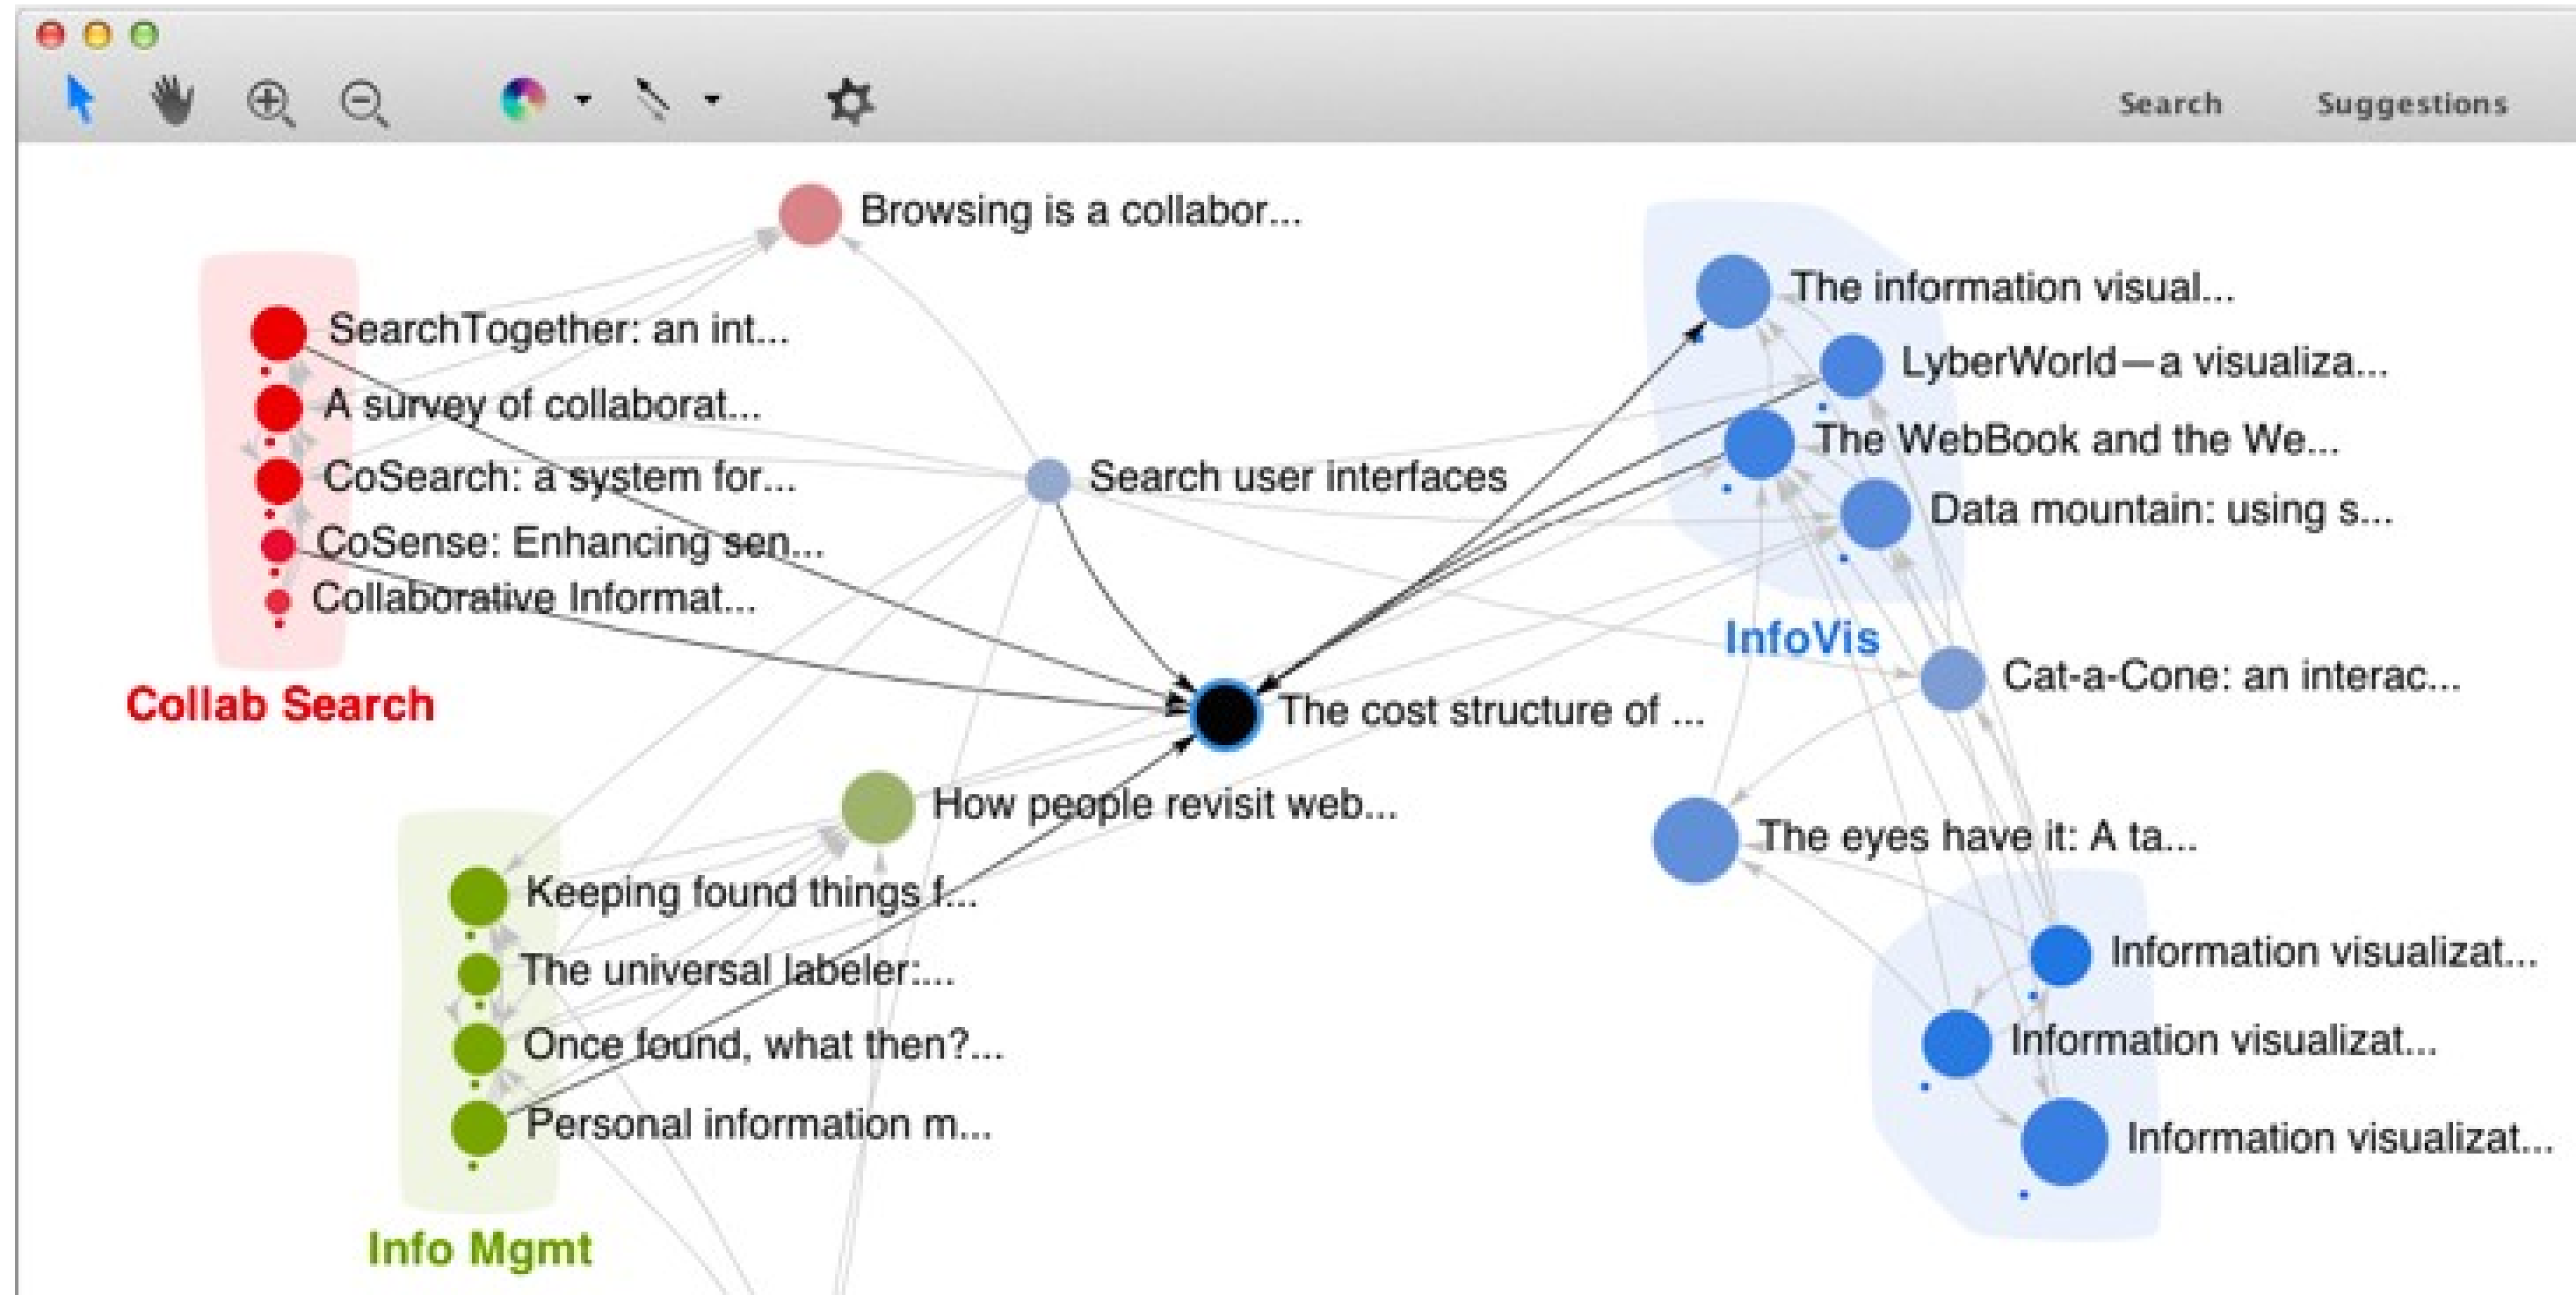 Search Suggestions
Browsing is a collabor...
SearchTogether: an int...
A survey of collaborat...
CoSearch: a system for...
CoSense: Enhancing sen...
Collaborative Informat...
Collab Search
Search user interfaces
The information visual...
LyberWorld—a visualiza...
The WebBook and the We...
Data mountain: using s...
InfoVis
Cat-a-Cone: an interac...
The cost structure of ...
How people revisit web...
The eyes have it: A ta...
Keeping found things f...
The universal labeler:...
Once found, what then?...
Personal information m...
Info Mgmt
Information visualizat...
Information visualizat...
Information visualizat...